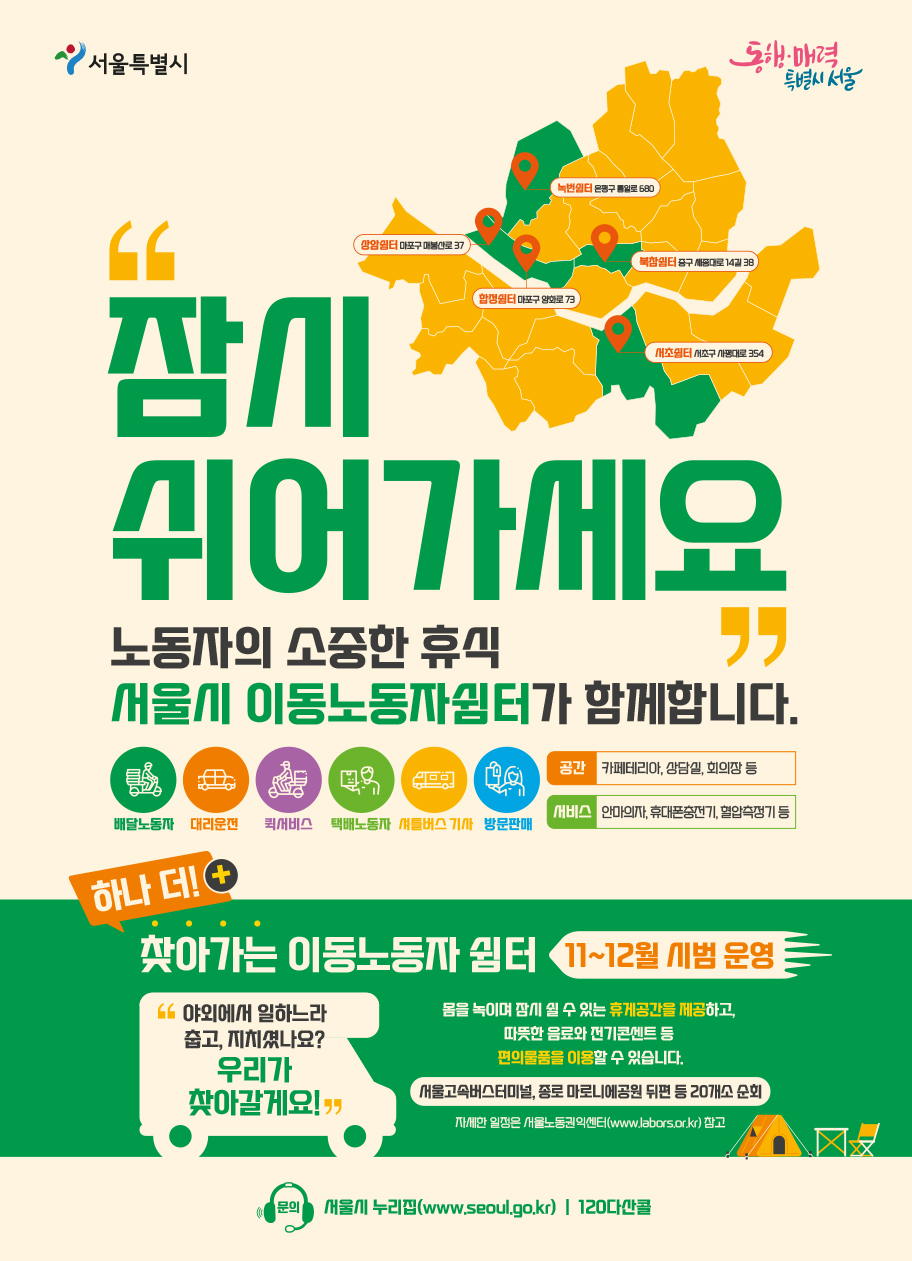 서울특별시
동행·매력
특별시 서울
녹번쉼터 은평구 통일로 680
상암쉼터 마포구 매봉산로 37
북창쉼터 중구 세종대로 14길 38
합정쉼터 마포구 양화로 73
서초쉼터 서초구 사평대로 354
“잠시
쉬어가세요”
노동자의 소중한 휴식
서울시 이동노동자쉼터가 함께합니다.
배달노동자 대리운전 퀵서비스 택배노동자 셔틀버스 기사 방문판매
공간 카페테리아, 상담실, 회의장 등
서비스 안마의자, 휴대폰충전기, 혈압측정기 등
하나 더! +
찾아가는 이동노동자 쉼터 11~12월 시범 운영
“야외에서 일하느라
춥고, 지치셨나요?
우리가
찾아갈게요!”
몸을 녹이며 잠시 쉴 수 있는 휴게공간을 제공하고,
따뜻한 음료와 전기콘센트 등
편의물품을 이용할 수 있습니다.
서울고속버스터미널, 종로 마로니에공원 뒤편 등 20개소 순회
자세한 일정은 서울노동권익센터(www.labors.or.kr) 참고
문의 서울시 누리집(www.seoul.go.kr) | 120다산콜